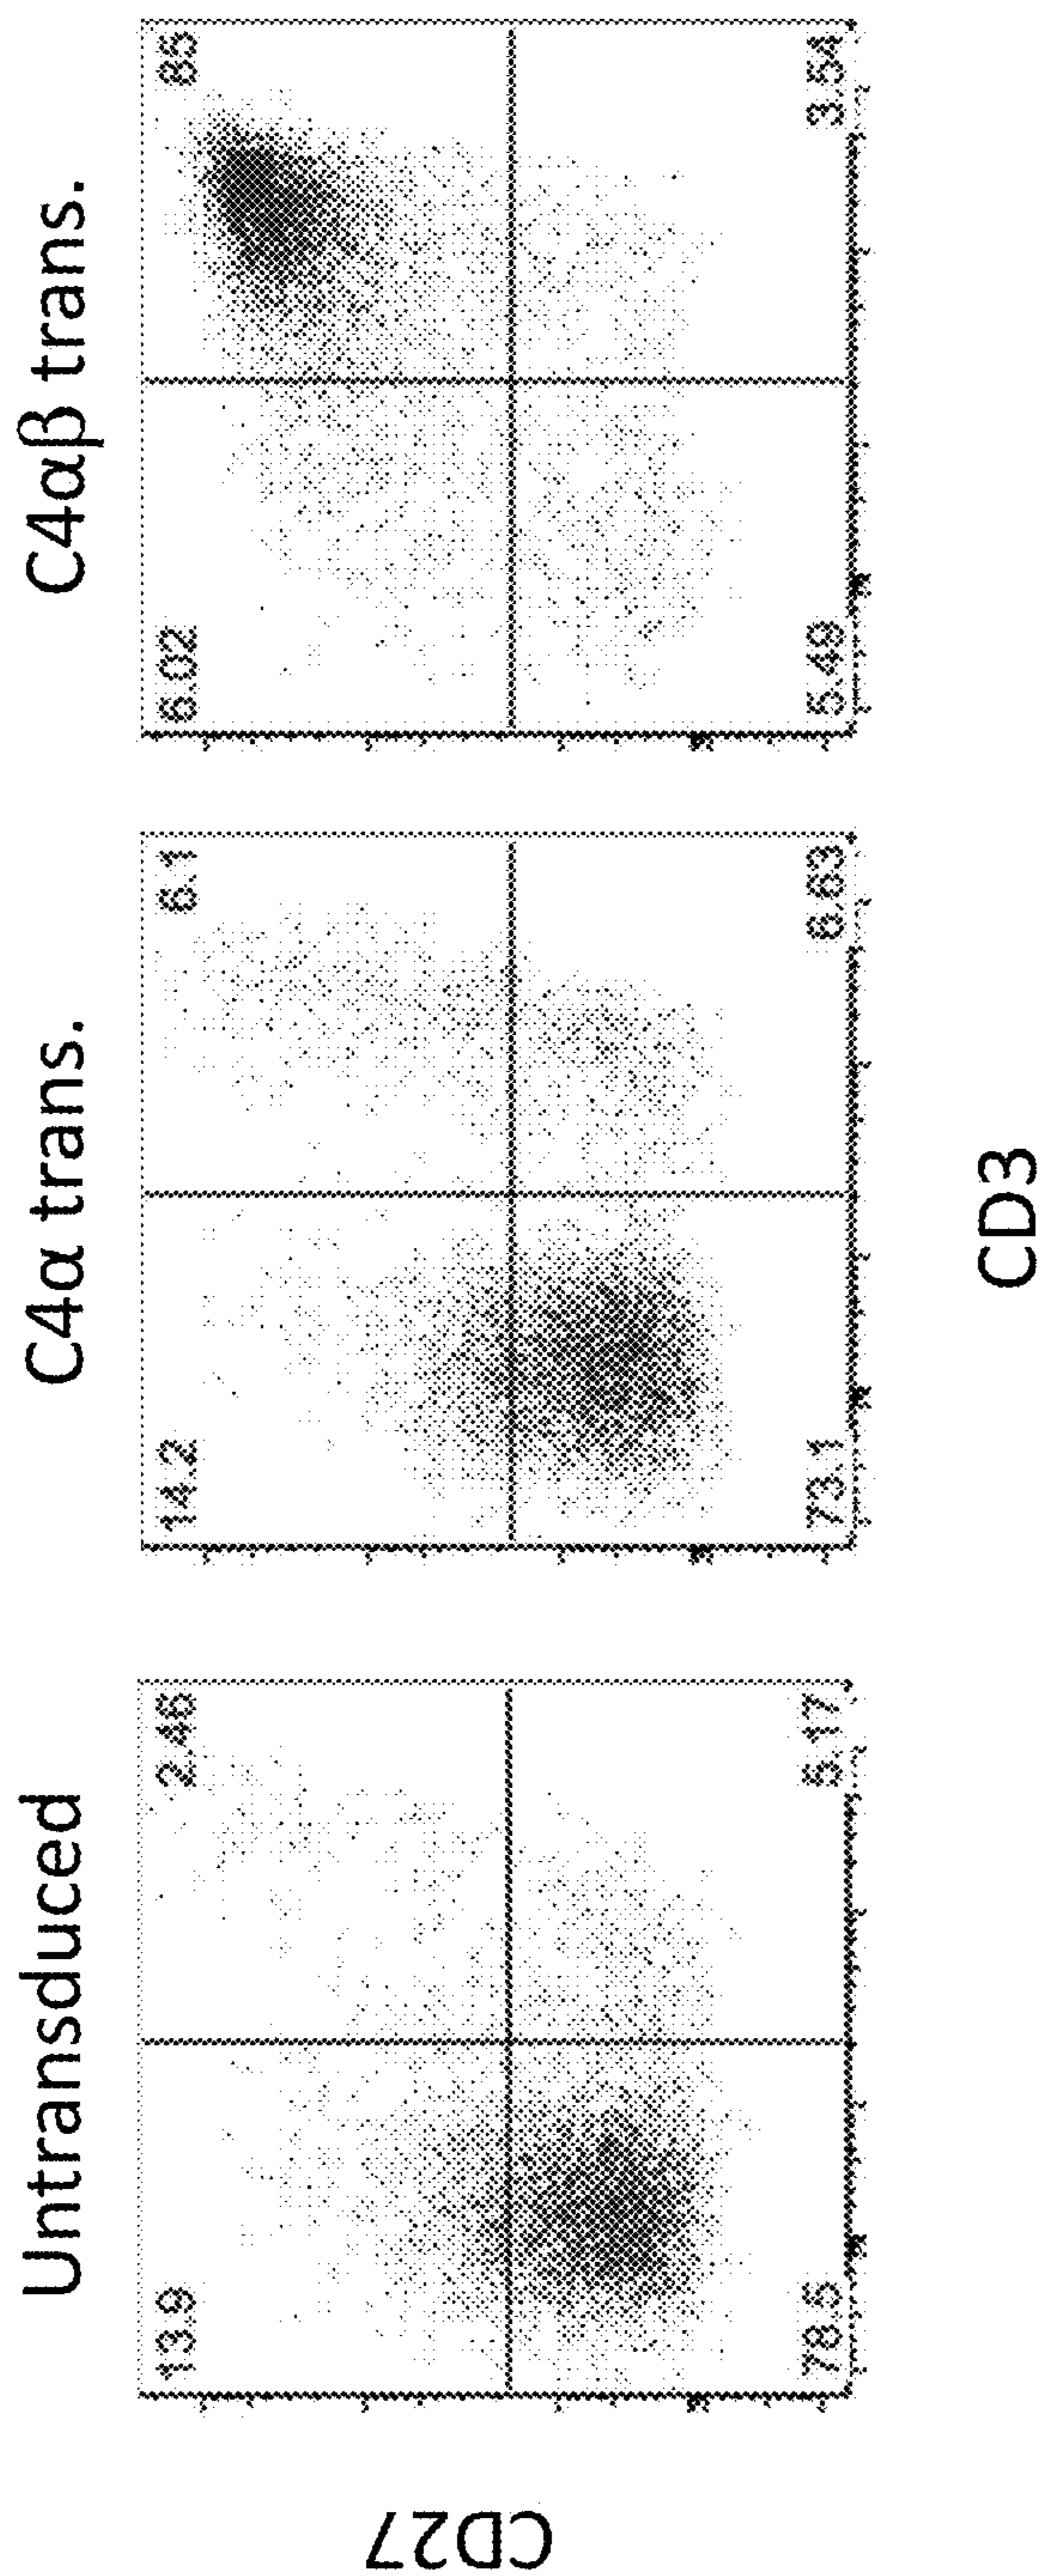 Untransduced
C4α trans.
C4αβ trans.
CD27
13.9
2.46
78.5
5.17
14.2
6.1
73.1
6.63
6.02
85
5.49
3.54
CD3